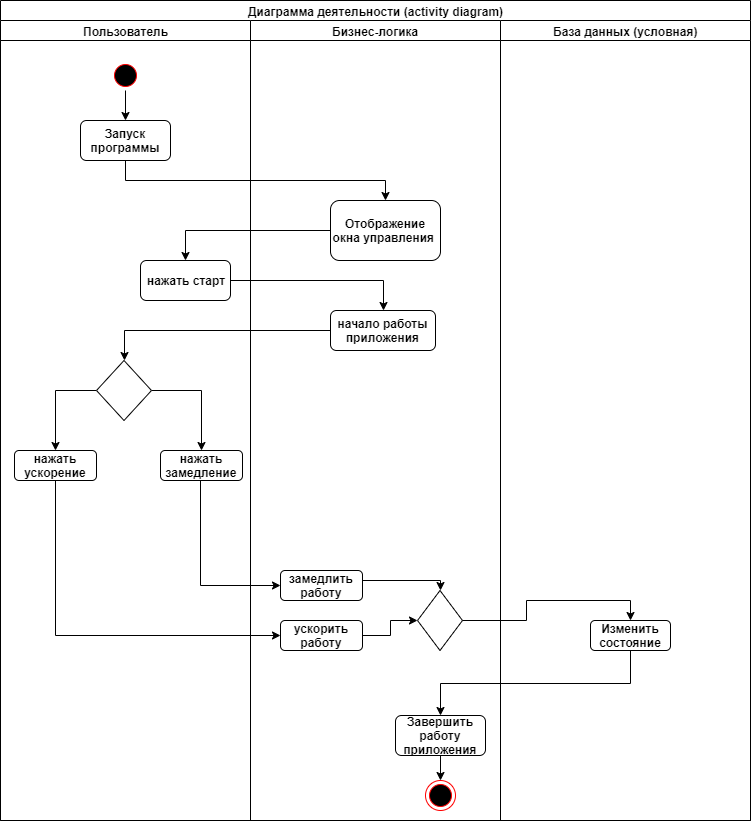 Диаграмма деятельности (activity diagram)
Пользователь
Бизнес-логика
База данных (условная)
Запуск
программы
Отображение
окна управления
нажать старт
начало работы
приложения
нажать
ускорение
нажать
замедление
замедлить
работу
ускорить
работу
Изменить
состояние
Завершить
работу
приложения